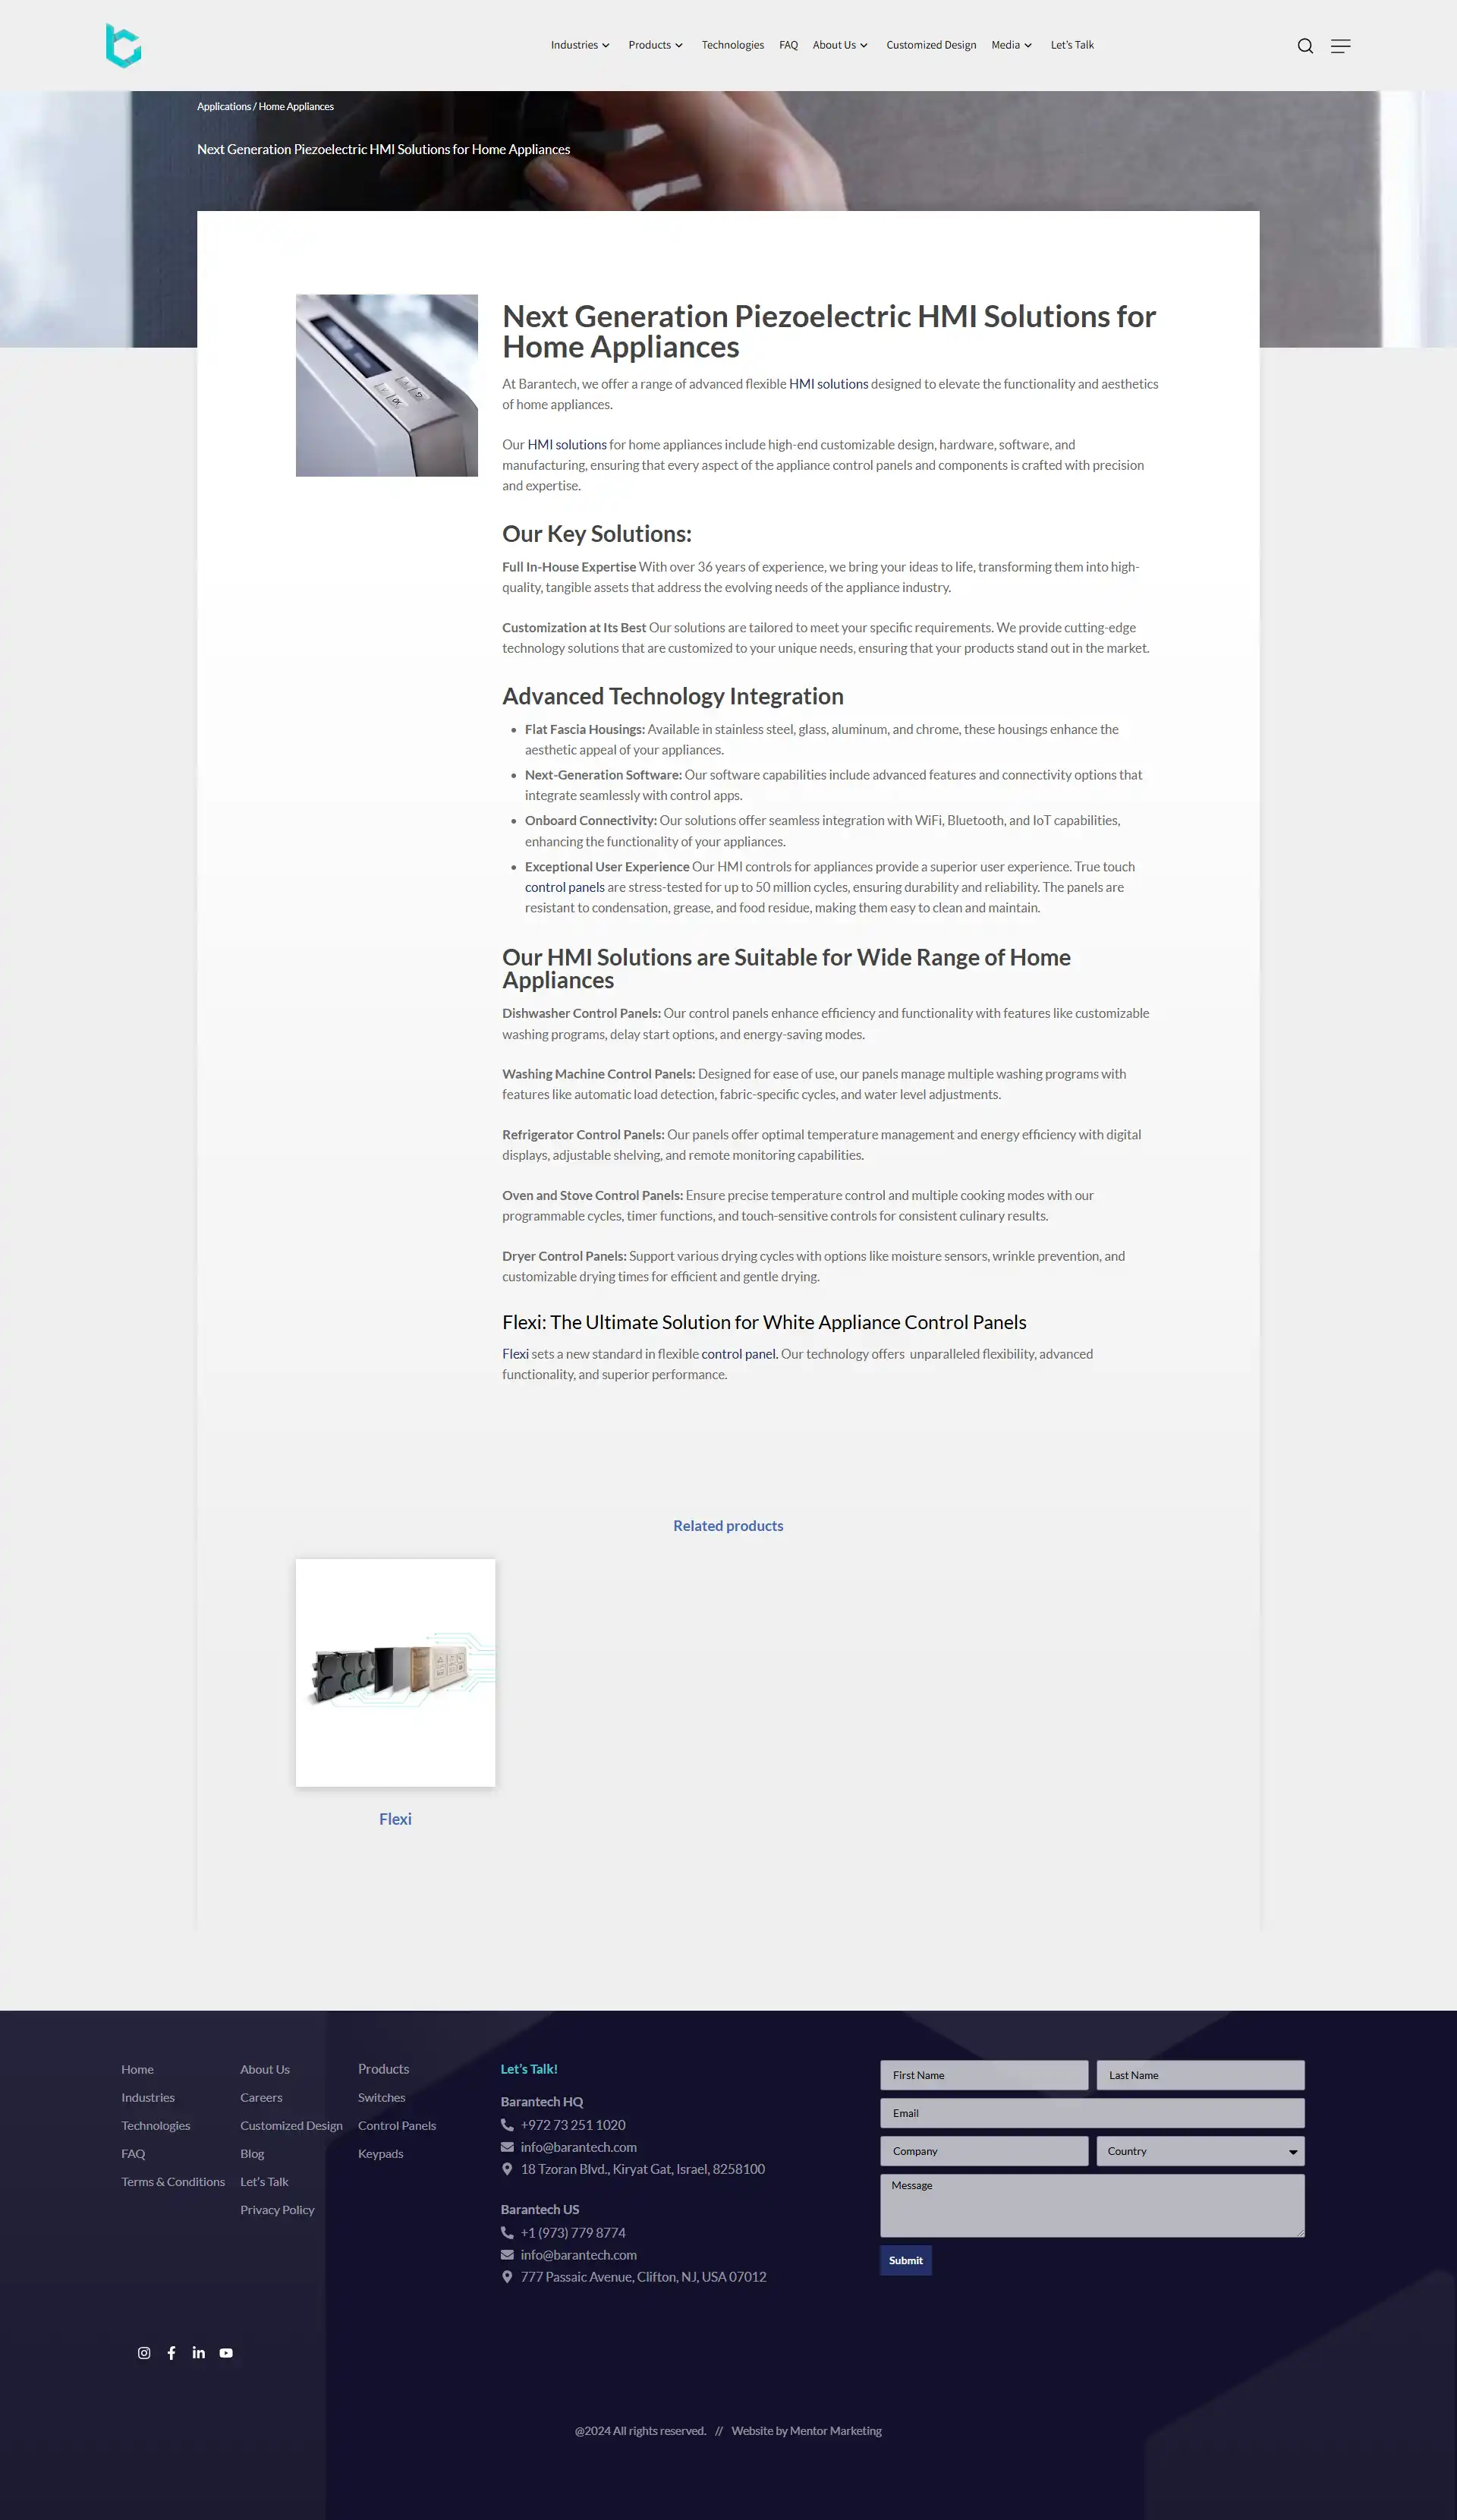 Industries Products Technologies FAQ About Us Customized Design Media Let's Talk
Applications / Home Appliances
Next Generation Piezoelectric HMI Solutions for Home Appliances
Next Generation Piezoelectric HMI Solutions for
Home Appliances
At Barantech, we offer a range of advanced flexible HMI solutions designed to elevate the functionality and aesthetics
of home appliances.
Our HMI solutions for home appliances include high-end customizable design, hardware, software, and
manufacturing, ensuring that every aspect of the appliance control panels and components is crafted with precision
and expertise.
Our Key Solutions:
Full In-House Expertise With over 36 years of experience, we bring your ideas to life, transforming them into high-
quality, tangible assets that address the evolving needs of the appliance industry.
Customization at Its Best Our solutions are tailored to meet your specific requirements. We provide cutting-edge
technology solutions that are customized to your unique needs, ensuring that your products stand out in the market.
Advanced Technology Integration
• Flat Fascia Housings: Available in stainless steel, glass, aluminum, and chrome, these housings enhance the
aesthetic appeal of your appliances.
• Next-Generation Software: Our software capabilities include advanced features and connectivity options that
integrate seamlessly with control apps.
• Onboard Connectivity: Our solutions offer seamless integration with WiFi, Bluetooth, and IoT capabilities,
enhancing the functionality of your appliances.
• Exceptional User Experience Our HMI controls for appliances provide a superior user experience. True touch
control panels are stress-tested for up to 50 million cycles, ensuring durability and reliability. The panels are
resistant to condensation, grease, and food residue, making them easy to clean and maintain.
Our HMI Solutions are Suitable for Wide Range of Home
Appliances
Dishwasher Control Panels: Our control panels enhance efficiency and functionality with features like customizable
washing programs, delay start options, and energy-saving modes.
Washing Machine Control Panels: Designed for ease of use, our panels manage multiple washing programs with
features like automatic load detection, fabric-specific cycles, and water level adjustments.
Refrigerator Control Panels: Our panels offer optimal temperature management and energy efficiency with digital
displays, adjustable shelving, and remote monitoring capabilities.
Oven and Stove Control Panels: Ensure precise temperature control and multiple cooking modes with our
programmable cycles, timer functions, and touch-sensitive controls for consistent culinary results.
Dryer Control Panels: Support various drying cycles with options like moisture sensors, wrinkle prevention, and
customizable drying times for efficient and gentle drying.
Flexi: The Ultimate Solution for White Appliance Control Panels
Flexi sets a new standard in flexible control panel. Our technology offers unparalleled flexibility, advanced
functionality, and superior performance.
Related products
Flexi
Home
Industries
Technologies
FAQ
Terms & Conditions
About Us
Careers
Customized Design
Blog
Let's Talk
Privacy Policy
Products
Switches
Control Panels
Keypads
Let's Talk!
Barantech HQ
+972 73 251 1020
info@barantech.com
18 Tzoran Blvd., Kiryat Gat, Israel, 8258100
Barantech US
+1 (973) 779 8774
info@barantech.com
777 Passaic Avenue, Clifton, NJ, USA 07012
First Name Last Name
Email
Company Country
Message
Submit
@2024 All rights reserved. // Website by Mentor Marketing